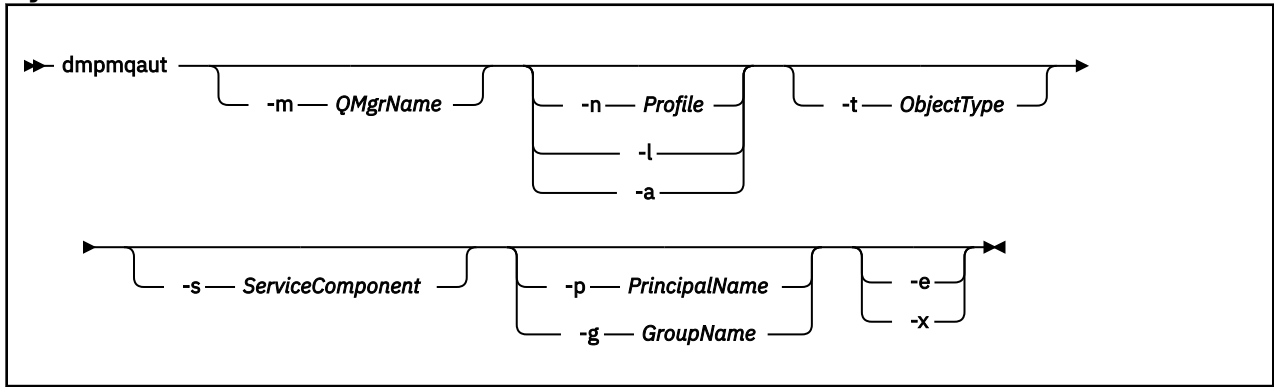 dmpmqaut
-m QMgrName -n Profile -t ObjectType
-l
-a
-s ServiceComponent -p PrincipalName -e
-g GroupName -x